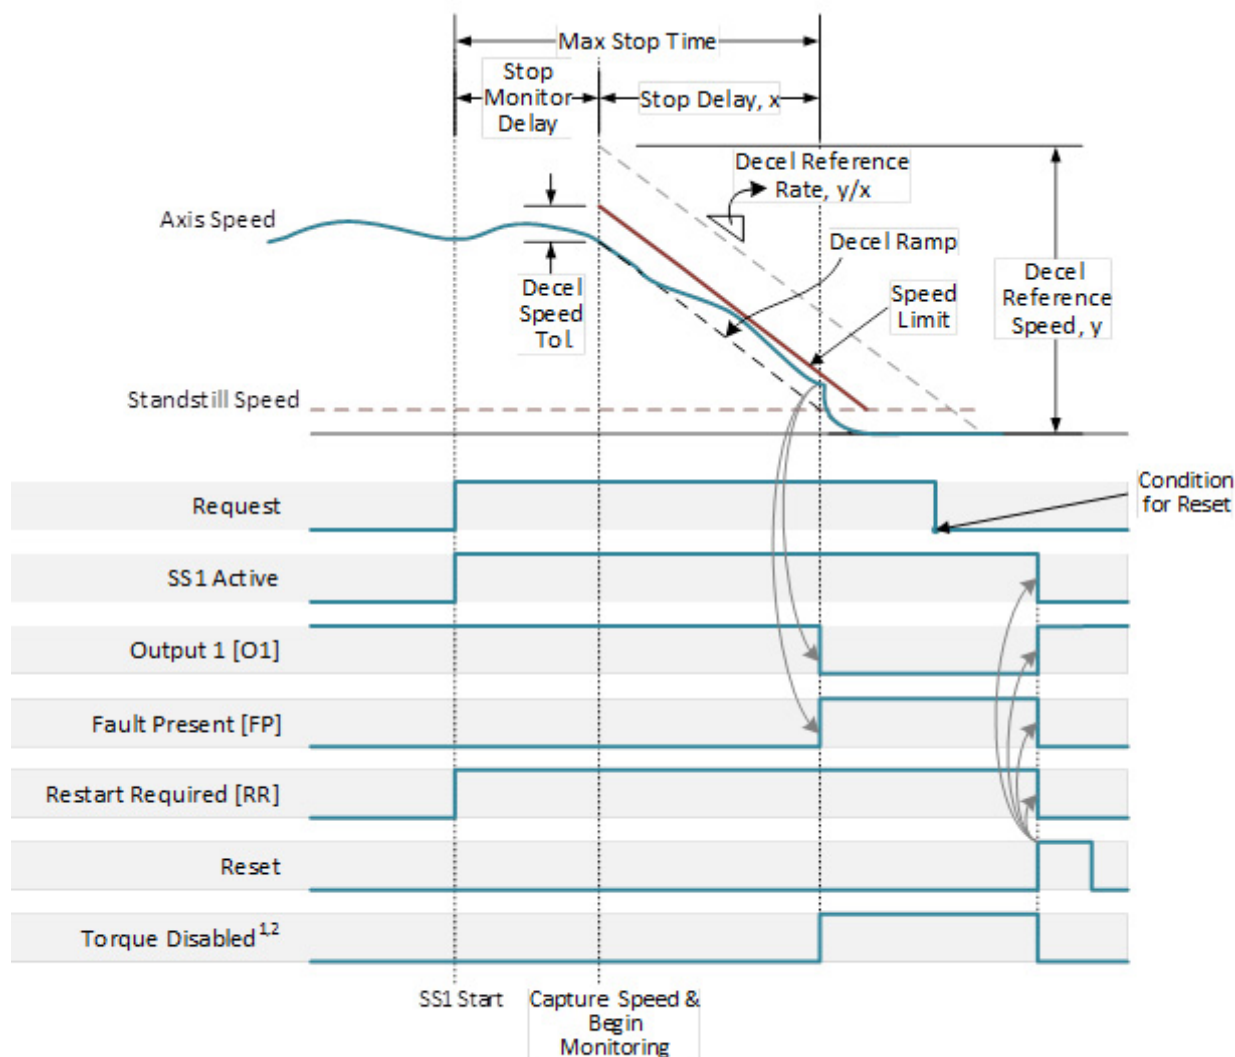 Max Stop Time
Stop
Monitor
Delay
Stop Delay, x
Decel Reference
Rate, y/x
Axis Speed
Decel Ramp
Decel
Speed
Tol.
Speed
Limit
Decel
Reference
Speed, y
Standstill Speed
Request
Condition
for Reset
SS1 Active
Output 1 [O1]
Fault Present [FP]
Restart Required [RR]
Reset
Torque Disabled1,2
SS1 Start
Capture Speed &
Begin
Monitoring